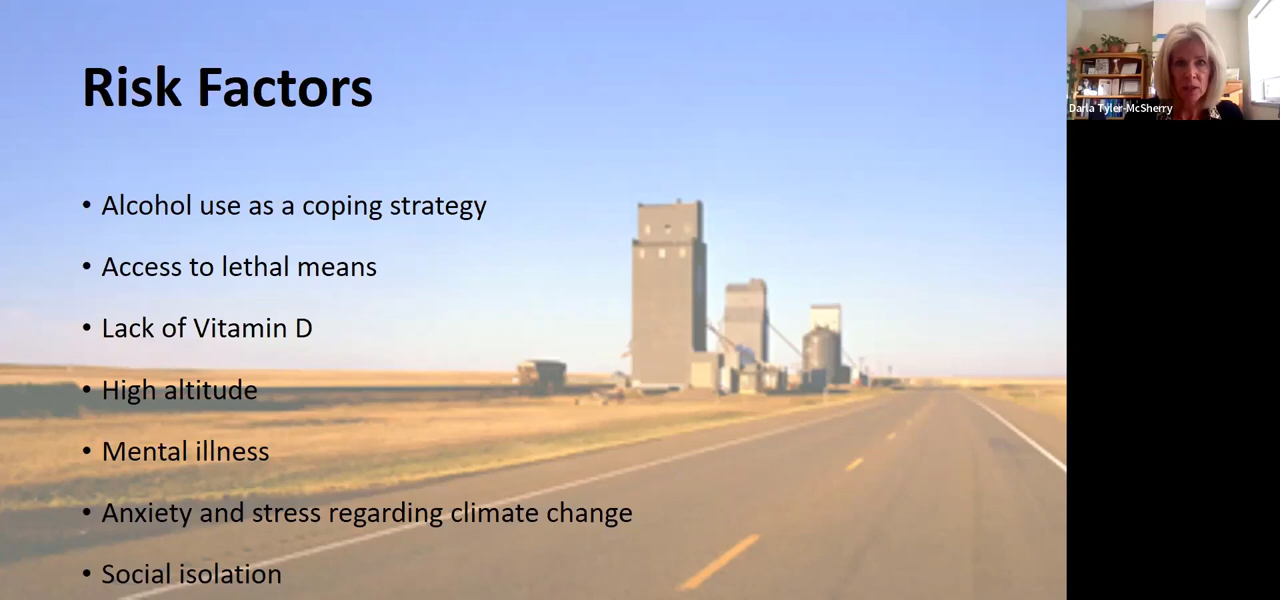 Risk Factors
• Alcohol use as a coping strategy
• Access to lethal means
• Lack of Vitamin D
• High altitude
• Mental illness
• Anxiety and stress regarding climate change
• Social isolation
Darla Tyler-McSherry